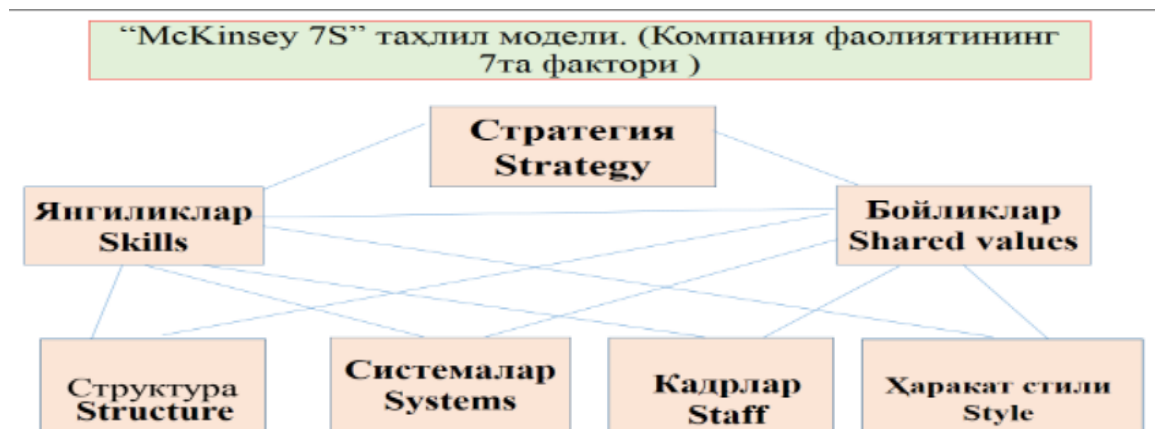 “McKinsey 7S” таҳлил модели. (Компания фаолиятининг
7та фактори )
Стратегия
Strategy
Янгиликлар
Skills
Бойликлар
Shared values
Структура
Structure
Системалар
Systems
Кадрлар
Staff
Ҳаракат стили
Style